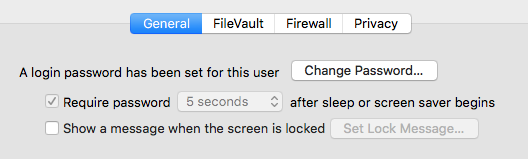 General FileVault Firewall Privacy
A login password has been set for this user Change Password...
Require password 5 seconds after sleep or screen saver begins
Show a message when the screen is locked Set Lock Message...